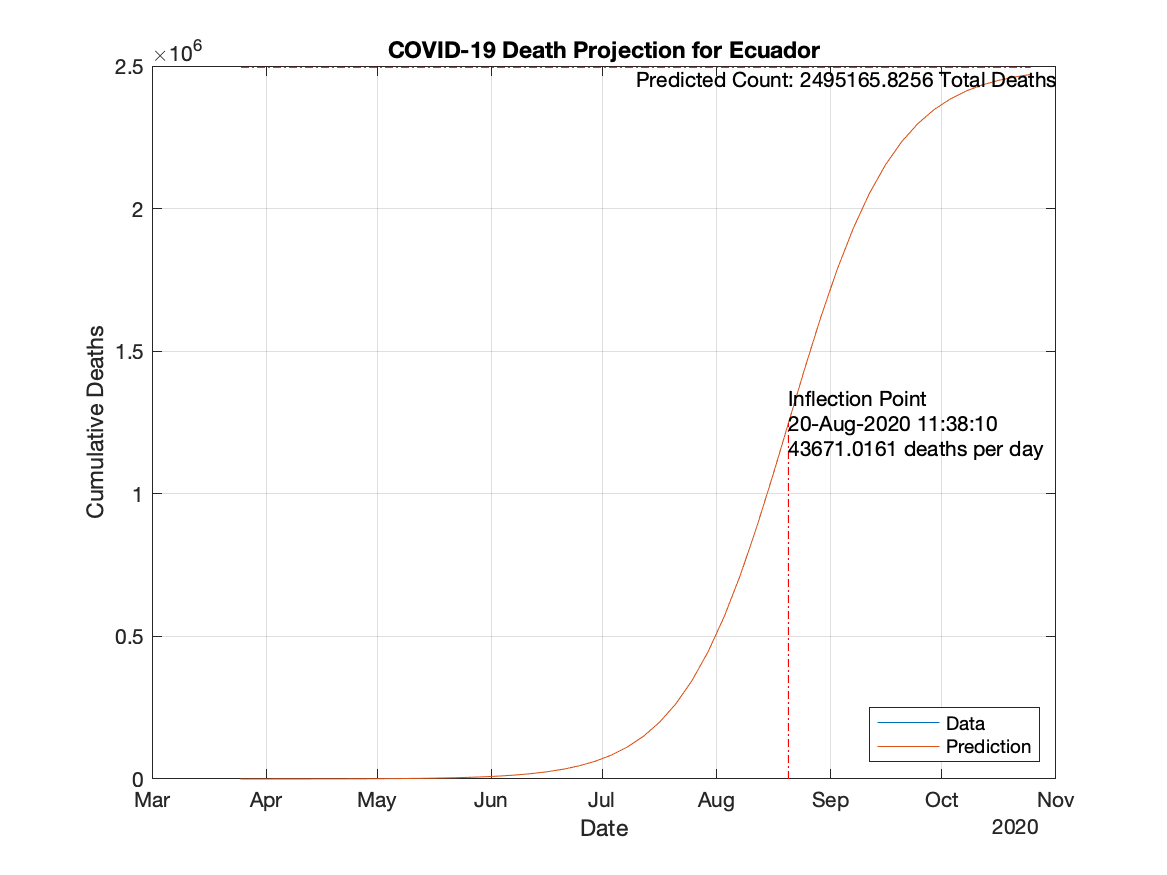 COVID-19 Death Projection for Ecuador
×10^6
2.5
Predicted Count: 2495165.8256 Total Deaths
2
1.5
Inflection Point
20-Aug-2020 11:38:10
43671.0161 deaths per day
1
0.5
0
Cumulative Deaths
Data
Prediction
Mar Apr May Jun Jul Aug Sep Oct Nov
Date
2020